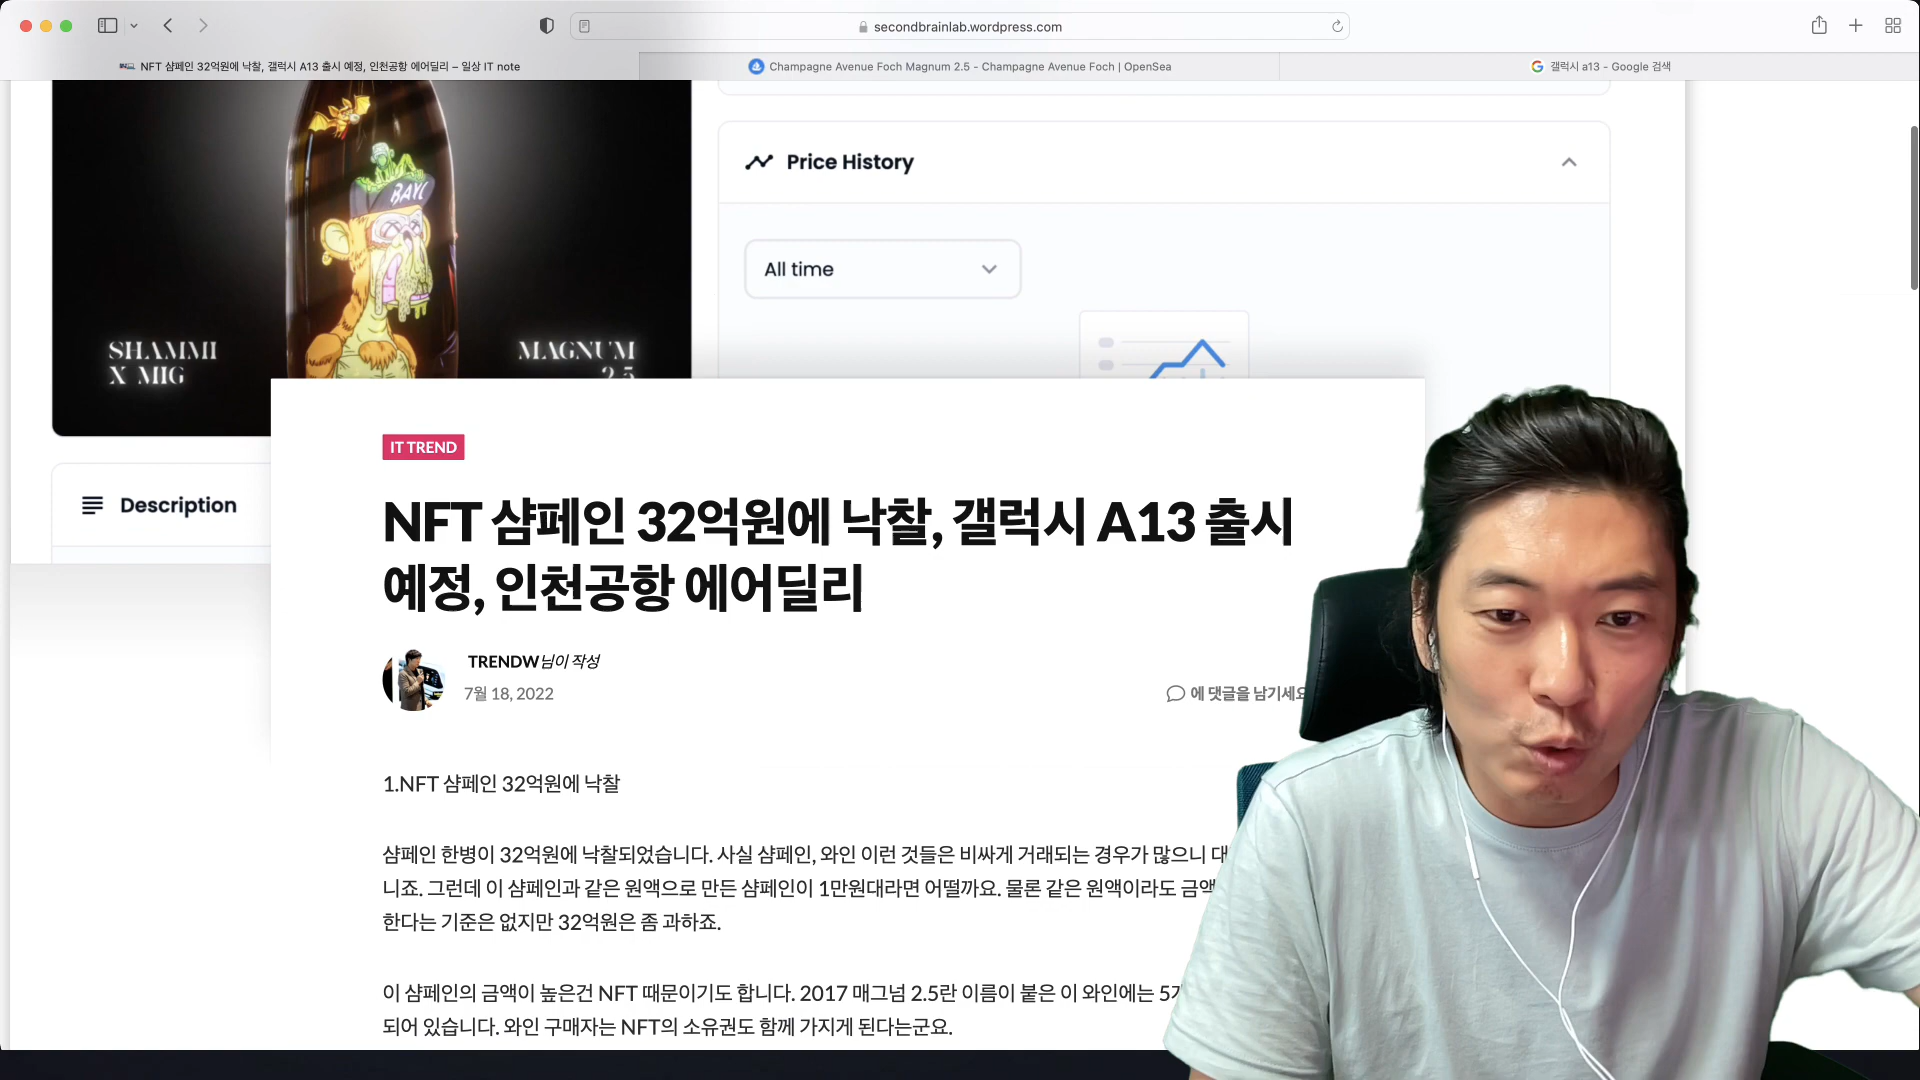 secondbrainlab.wordpress.com
NFT 샴페인 32억원에 낙찰, 갤럭시 A13 출시 예정, 인천공항 에어딜리 – 일상 IT note
Champagne Avenue Foch Magnum 2.5 - Champagne Avenue Foch | OpenSea
갤럭시 a13 - Google 검색
BAYC
SHAMMI
X MIG
MAGNUM
2.5
Price History
All time
Description
IT TREND
NFT 샴페인 32억원에 낙찰, 갤럭시 A13 출시
예정, 인천공항 에어딜리
TRENDW님이 작성
7월 18, 2022
에 댓글을 남기세요
1.NFT 샴페인 32억원에 낙찰
샴페인 한병이 32억원에 낙찰되었습니다. 사실 샴페인, 와인 이런 것들은 비싸게 거래되는 경우가 많으니 대
니죠. 그런데 이 샴페인과 같은 원액으로 만든 샴페인이 1만원대라면 어떨까요. 물론 같은 원액이라도 금액
한다는 기준은 없지만 32억원은 좀 과하죠.
이 샴페인의 금액이 높은건 NFT 때문이기도 합니다. 2017 매그넘 2.5란 이름이 붙은 이 와인에는 5
되어 있습니다. 와인 구매자는 NFT의 소유권도 함께 가지게 된다는군요.